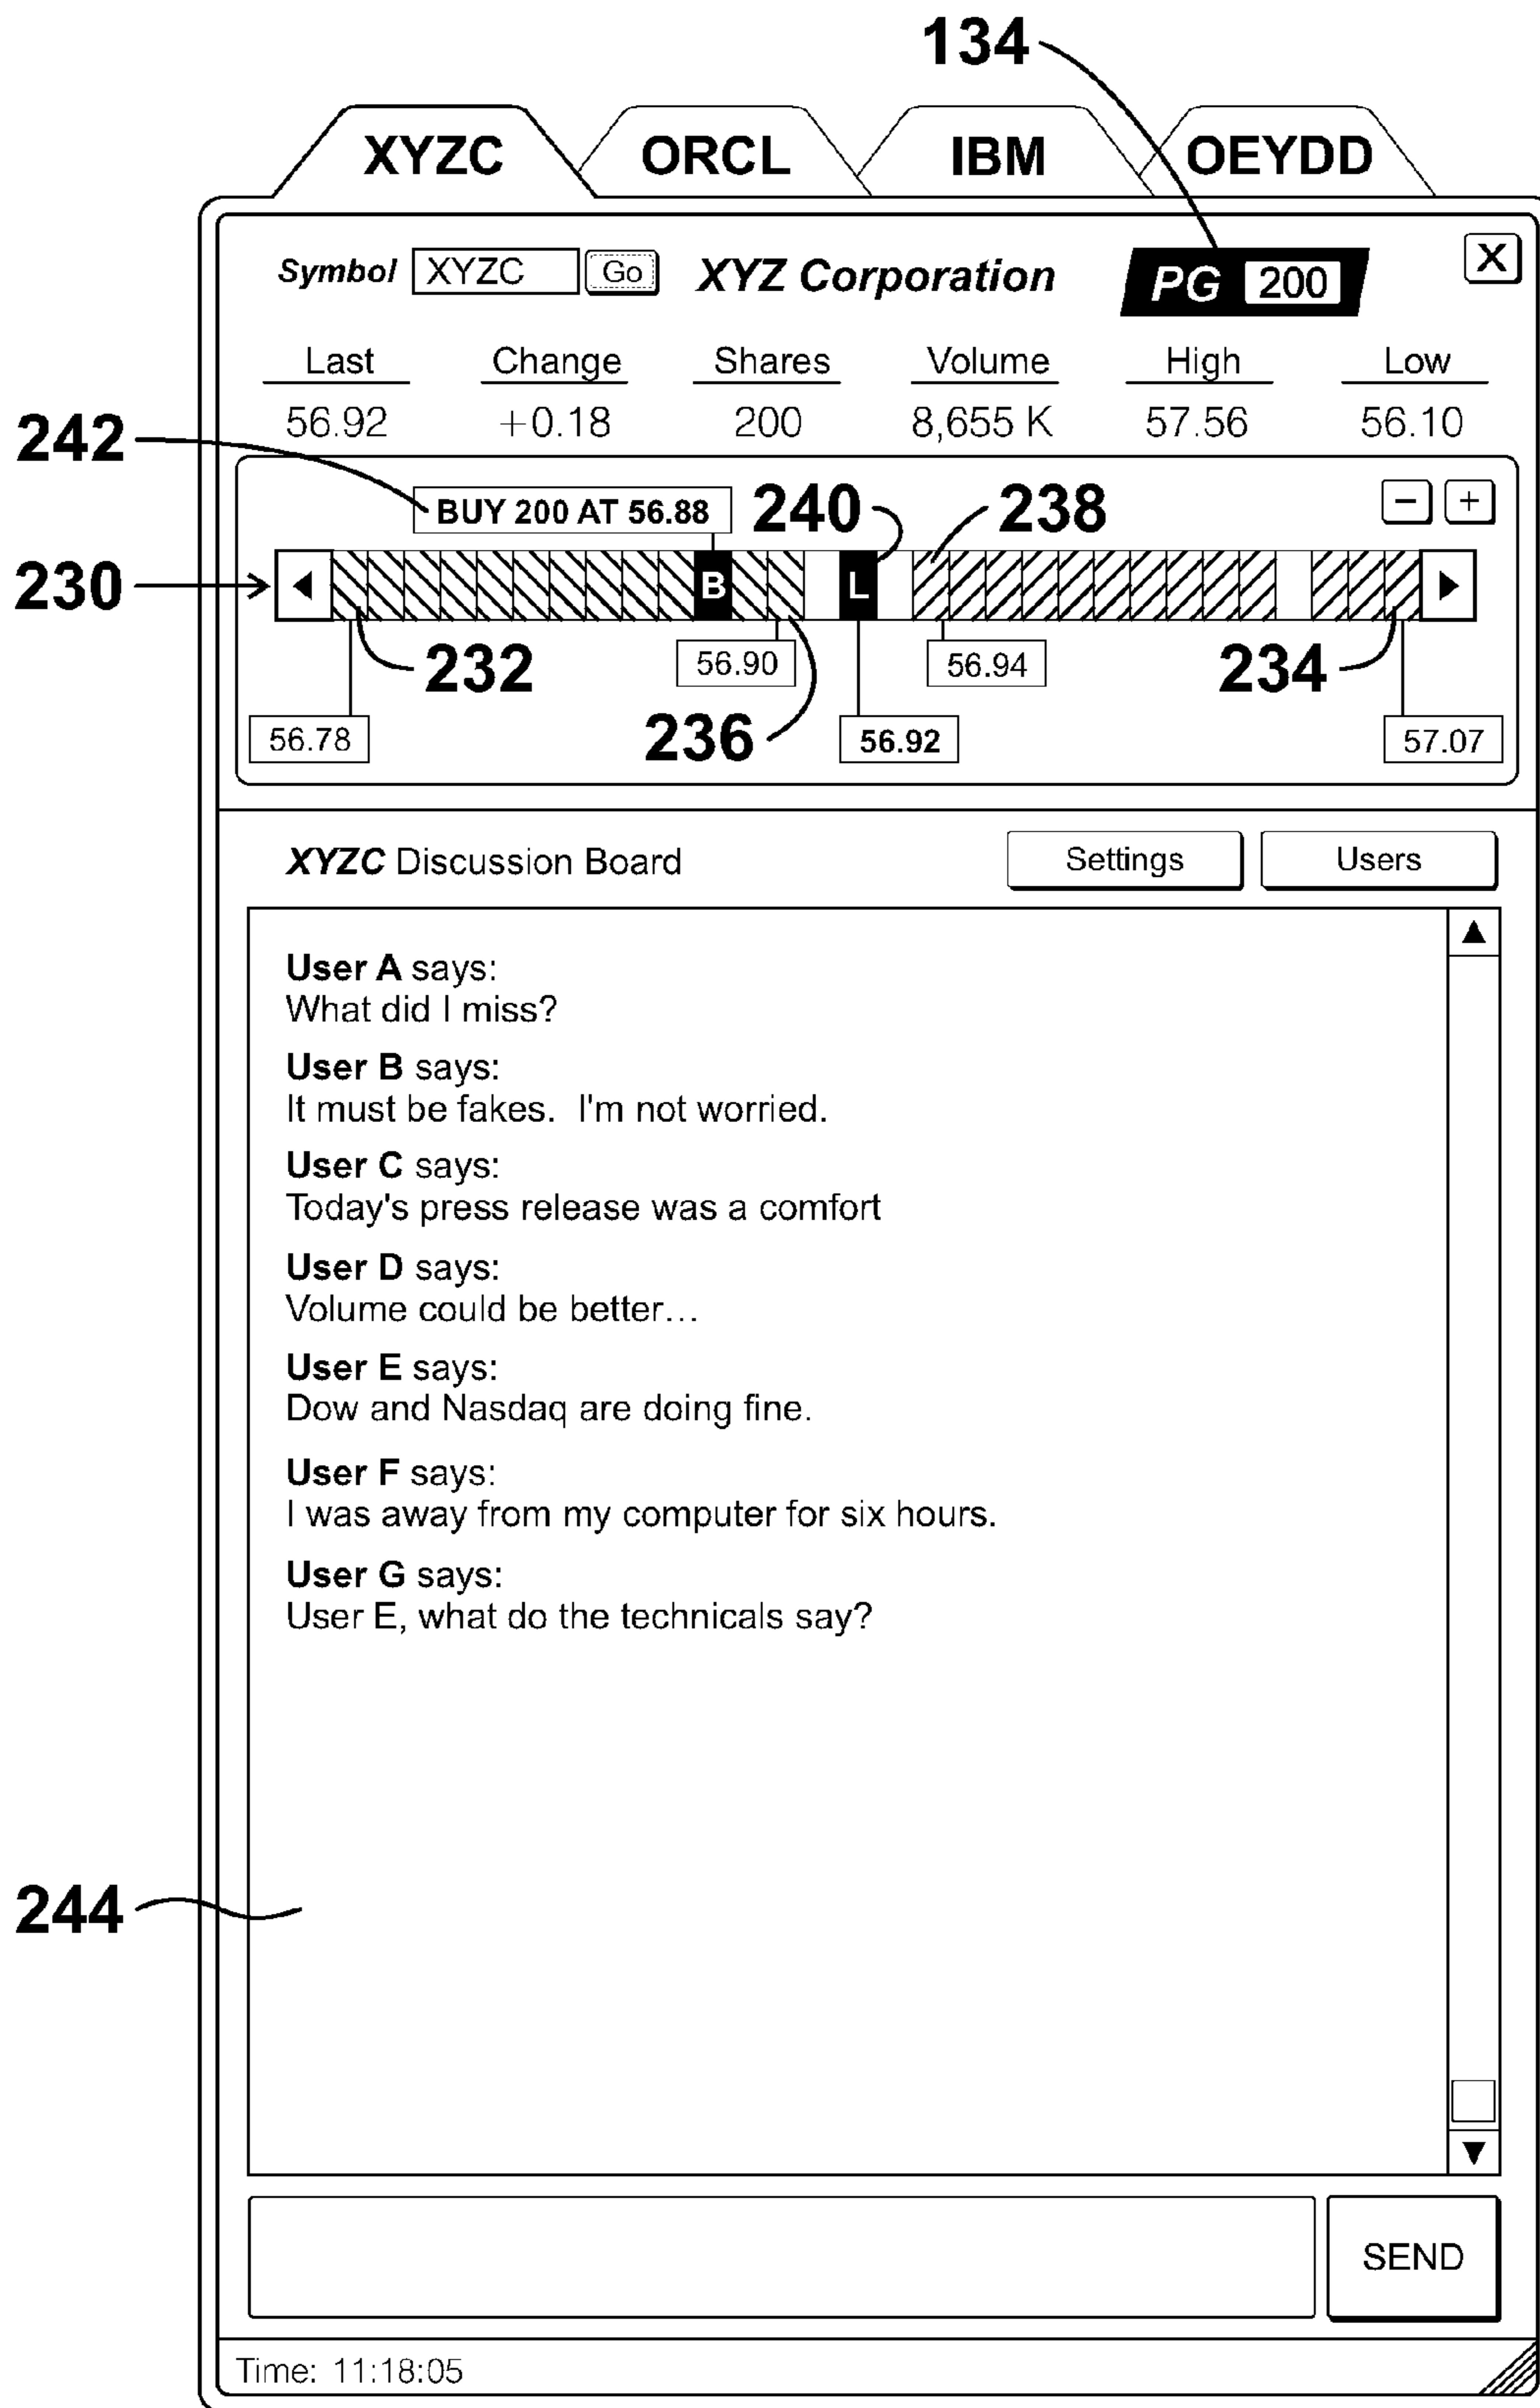 134
XYZC ORCL IBM OEYDD
Symbol XYZC Go XYZ Corporation PG 200 X
Last Change Shares Volume High Low
56.92 +0.18 200 8,655 K 57.56 56.10
242
BUY 200 AT 56.88 240 238 - +
230 B L
232 56.90 56.94 234
56.78 236 56.92 57.07
XYZC Discussion Board Settings Users
User A says:
What did I miss?
User B says:
It must be fakes. I'm not worried.
User C says:
Today's press release was a comfort
User D says:
Volume could be better...
User E says:
Dow and Nasdaq are doing fine.
User F says:
I was away from my computer for six hours.
User G says:
User E, what do the technicals say?
244
SEND
Time: 11:18:05